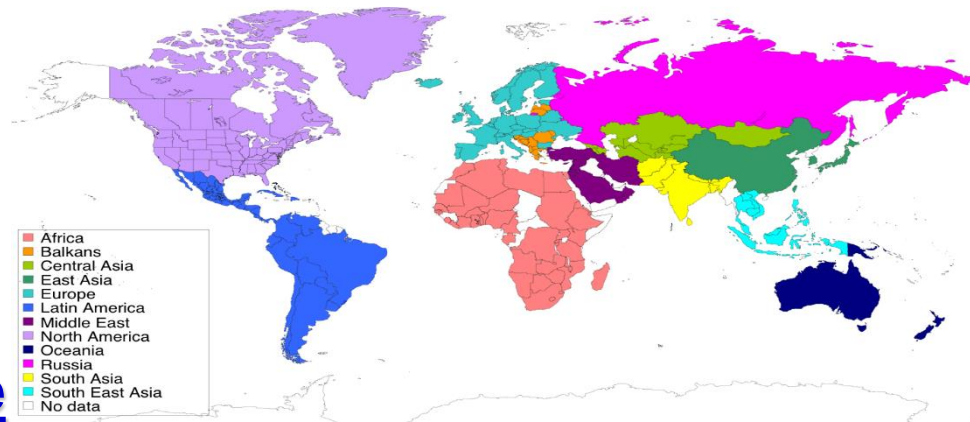 Africa
Balkans
Central Asia
East Asia
Europe
Latin America
Middle East
North America
Oceania
Russia
South Asia
South East Asia
No data
e